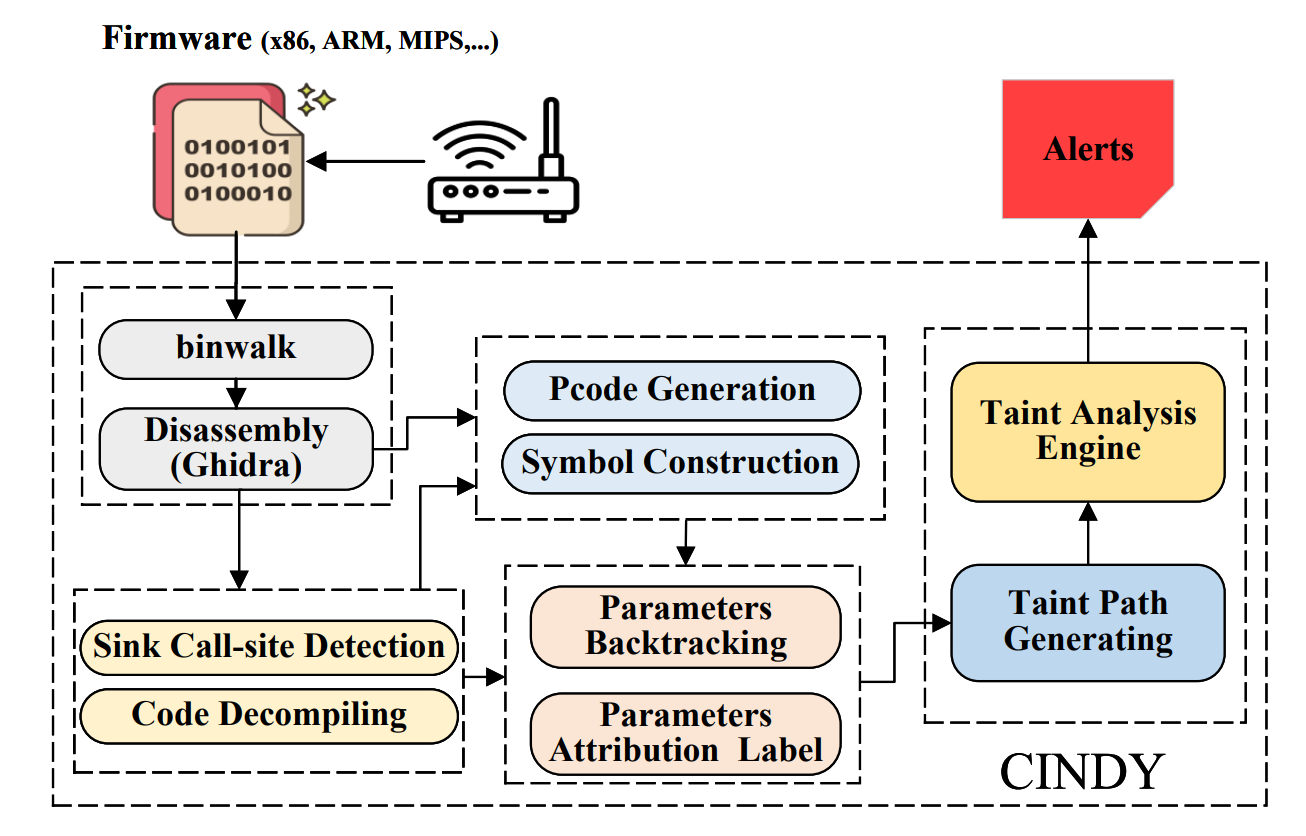 Firmware (x86, ARM, MIPS,...)
0100101
0010100
0100010
Alerts
binwalk
Disassembly
(Ghidra)
Pcode Generation
Symbol Construction
Sink Call-site Detection
Code Decompiling
Parameters
Backtracking
Parameters
Attribution Label
Taint Analysis
Engine
Taint Path
Generating
CINDY